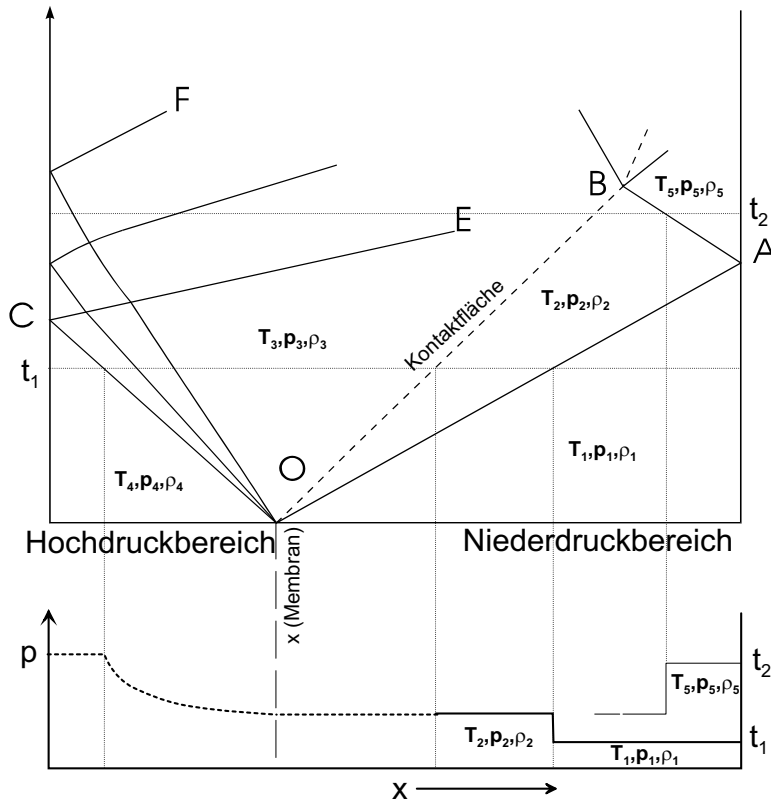 F
B
T₅,p₅,ρ₅
t₂
E
A
Kontaktfläche
T₂,p₂,ρ₂
C
T₃,p₃,ρ₃
t₁
O
T₁,p₁,ρ₁
T₄,p₄,ρ₄
Hochdruckbereich
Niederdruckbereich
x (Membran)
p
t₂
T₅,p₅,ρ₅
T₂,p₂,ρ₂
t₁
T₁,p₁,ρ₁
x